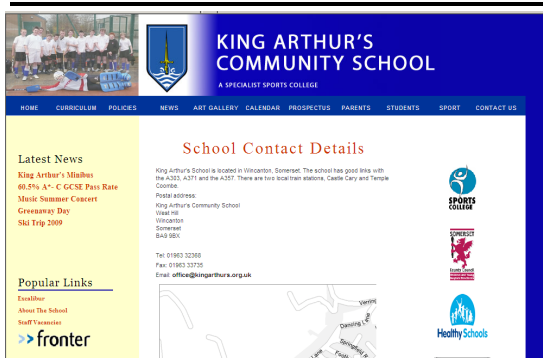 KING ARTHUR'S
COMMUNITY SCHOOL
A SPECIALIST SPORTS COLLEGE
HOME CURRICULUM POLICIES NEWS ART GALLERY CALENDAR PROSPECTUS PARENTS STUDENTS SPORT CONTACT US
Latest News
King Arthur's Minibus
60.5% A*- C GCSE Pass Rate
Music Summer Concert
Greenaway Day
Ski Trip 2009
Popular Links
Excalibur
About The School
Staff Vacancies
>>fronter
School Contact Details
King Arthur's School is located in Wincanton, Somerset. The school has good links with
the A303, A371 and the A357. There are two local train stations, Castle Cary and Temple
Coombe.
Postal address:
King Arthur's Community School
West Hill
Wincanton
Somerset
BA9 9BX
Tel: 01963 32368
Fax: 01963 33735
Email: office@kingarthurs.org.uk
Dancing Lane
Springfield R
Lane
SPORTS
COLLEGE
SOMERSET
County Council
Healthy Schools